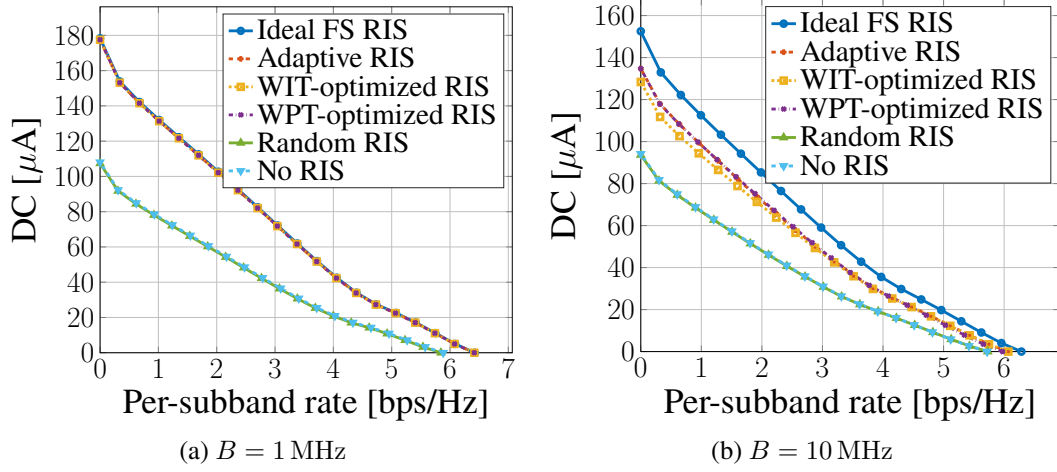 180
160
140
120
100
80
60
40
20
0
DC [μA]
Ideal FS RIS
Adaptive RIS
WIT-optimized RIS
WPT-optimized RIS
Random RIS
No RIS
0 1 2 3 4 5 6 7
Per-subband rate [bps/Hz]
(a) B = 1 MHz
160
140
120
100
80
60
40
20
0
DC [μA]
Ideal FS RIS
Adaptive RIS
WIT-optimized RIS
WPT-optimized RIS
Random RIS
No RIS
0 1 2 3 4 5 6
Per-subband rate [bps/Hz]
(b) B = 10 MHz